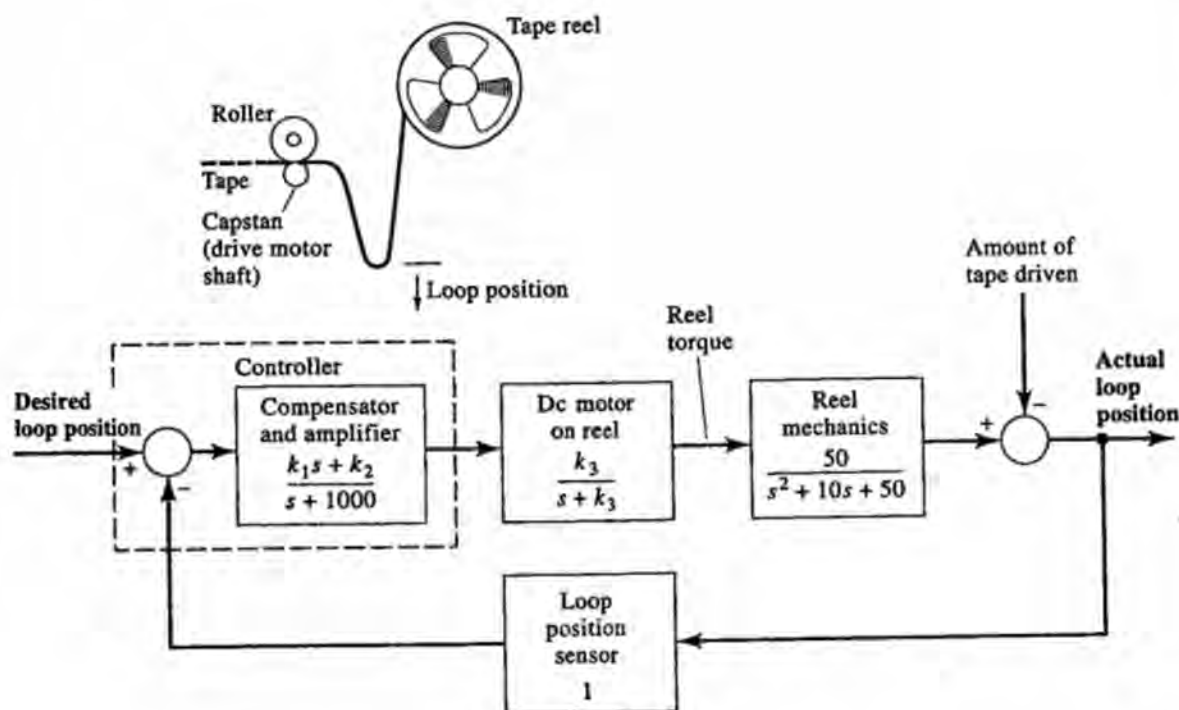 Tape reel
Roller
Tape
Capstan
(drive motor
shaft)
Loop position
Amount of
tape driven
Reel
torque
Actual
loop
position
Desired
loop position
Controller
Compensator
and amplifier
k₁s + k₂
s + 1000
Dc motor
on reel
k₃
s + k₃
Reel
mechanics
50
s² + 10s + 50
+
−
+
−
Loop
position
sensor
1